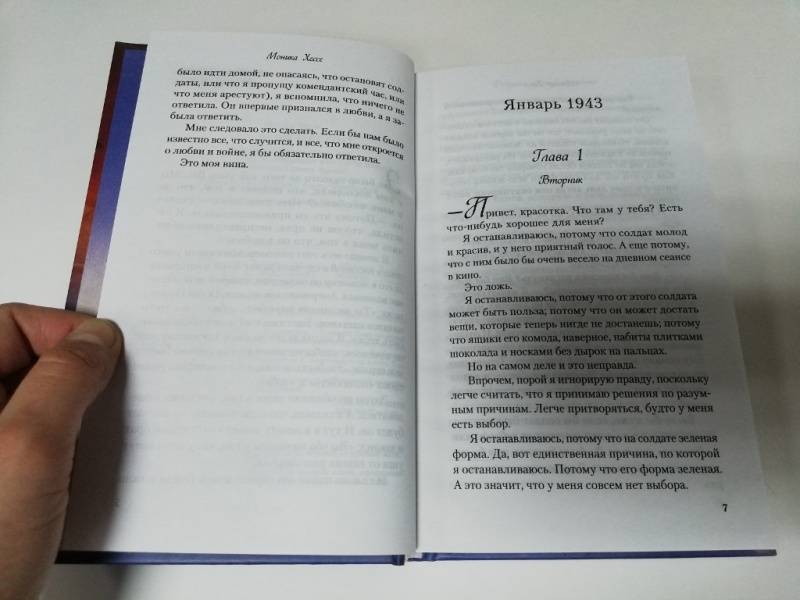 Моника Хессе
было идти домой, не опасаясь, что остановят сол-
даты, или что я пропущу комендантский час, или
что меня арестуют), я вспомнила, что ничего не
ответила. Он впервые признался в любви, а я за-
была ответить.
Мне следовало это сделать. Если бы нам было
известно все, что случится, и все, что мне откроется
о любви и войне, я бы обязательно ответила.
Это моя вина.
Январь 1943
Глава 1
Вторник
—Привет, красотка. Что там у тебя? Есть
что-нибудь хорошее для меня?
Я останавливаюсь, потому что солдат молод
и красив, и у него приятный голос. А еще потому,
что с ним было бы очень весело на дневном сеансе
в кино.
Это ложь.
Я останавливаюсь, потому что от этого солдата
может быть польза; потому что он может достать
вещи, которые теперь нигде не достанешь; потому
что ящики его комода, наверное, набиты плитками
шоколада и носками без дырок на пальцах.
Но на самом деле и это неправда.
Впрочем, порой я игнорирую правду, поскольку
легче считать, что я принимаю решения по разум-
ным причинам. Легче притворяться, будто у меня
есть выбор.
Я останавливаюсь, потому что на солдате зеленая
форма. Да, вот единственная причина, по которой
я останавливаюсь. Потому что его форма зеленая.
А это значит, что у меня совсем нет выбора.
7